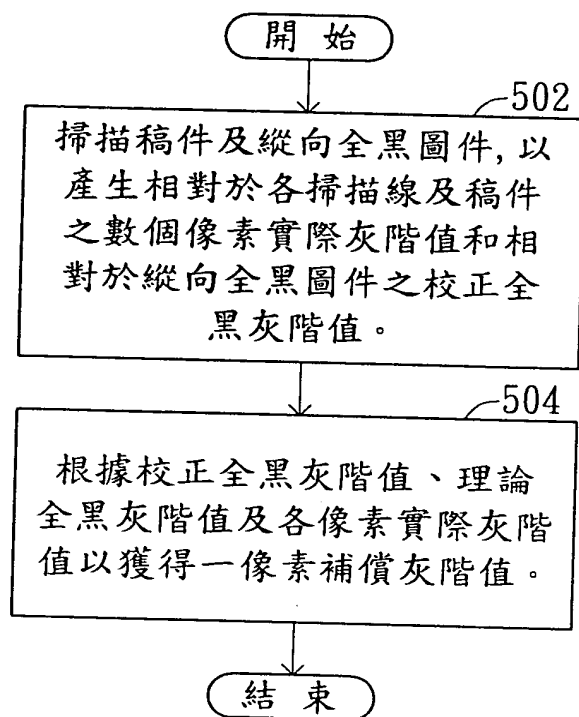 開始
502
掃描稿件及縱向全黑圖件,以
產生相對於各掃描線及稿件
之數個像素實際灰階值和相
對於縱向全黑圖件之校正全
黑灰階值。
504
根據校正全黑灰階值、理論
全黑灰階值及各像素實際灰階
值以獲得一像素補償灰階值。
結束